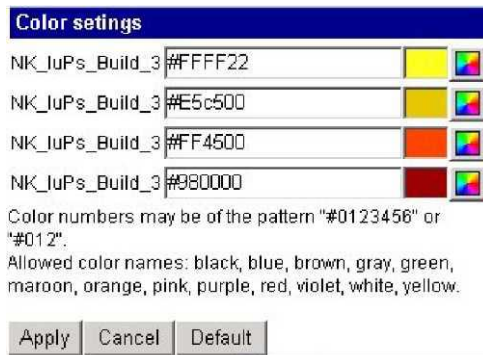 Color setings
NK_IuPs_Build_3 #FFFF22
NK_IuPs_Build_3 #E5c500
NK_IuPs_Build_3 #FF4500
NK_IuPs_Build_3 #980000
Color numbers may be of the pattern "#0123456" or
"#012".
Allowed color names: black, blue, brown, gray, green,
maroon, orange, pink, purple, red, violet, white, yellow.
Apply Cancel Default